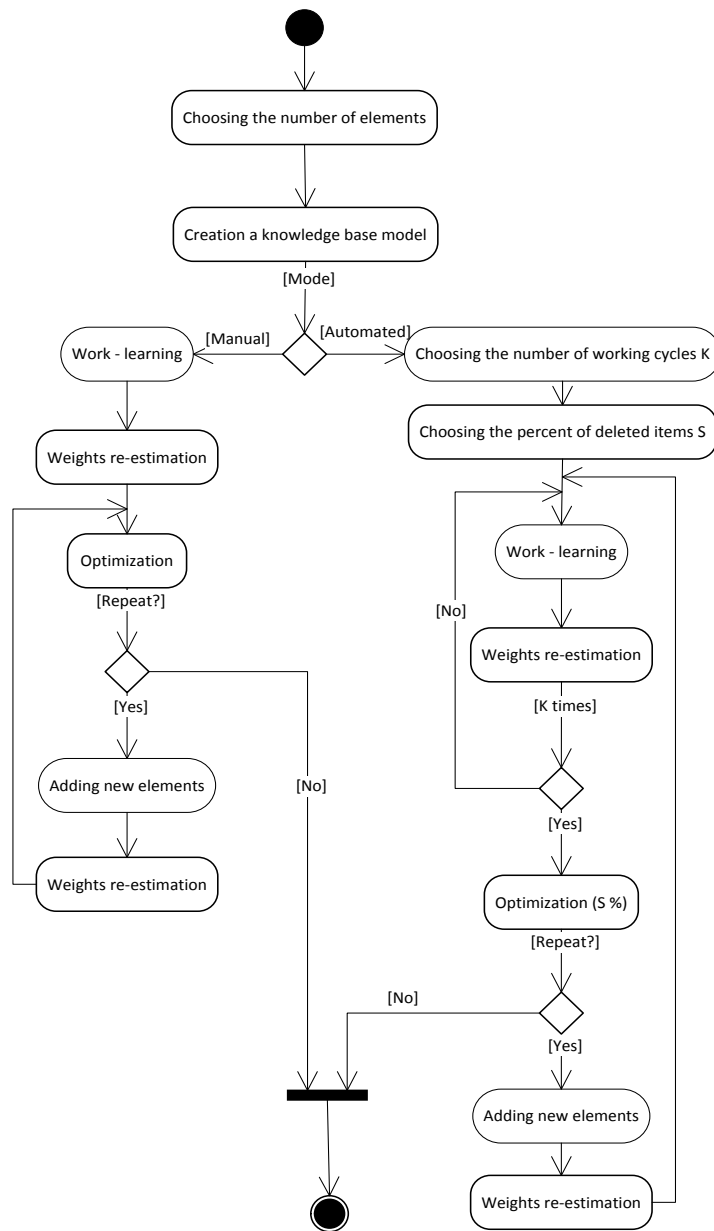 Choosing the number of elements
Creation a knowledge base model
[Mode]
[Manual]
[Automated]
Work - learning
Choosing the number of working cycles K
Weights re-estimation
Choosing the percent of deleted items S
Optimization
[Repeat?]
[Yes]
[No]
Adding new elements
Weights re-estimation
Work - learning
[No]
Weights re-estimation
[K times]
[Yes]
Optimization (S %)
[Repeat?]
[No]
[Yes]
Adding new elements
Weights re-estimation